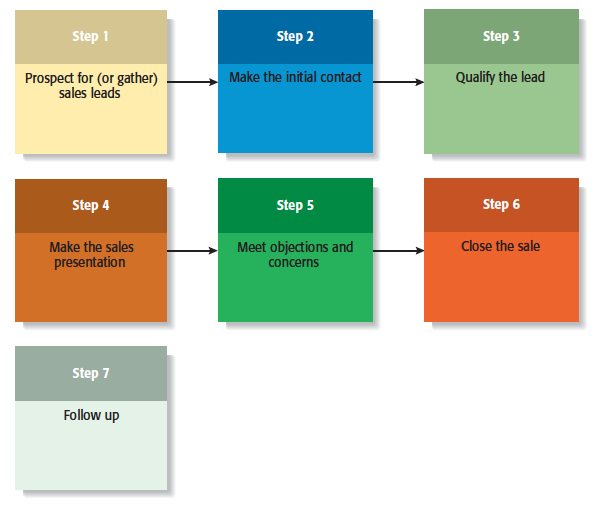 Step 1
Prospect for (or gather)
sales leads
Step 2
Make the initial contact
Step 3
Qualify the lead
Step 4
Make the sales
presentation
Step 5
Meet objections and
concerns
Step 6
Close the sale
Step 7
Follow up